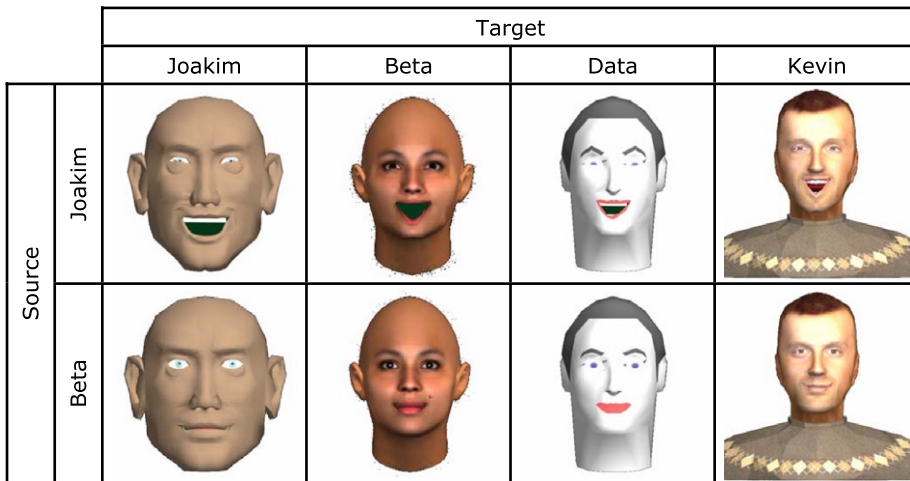 Target
Joakim Beta Data Kevin
Source
Joakim
Beta